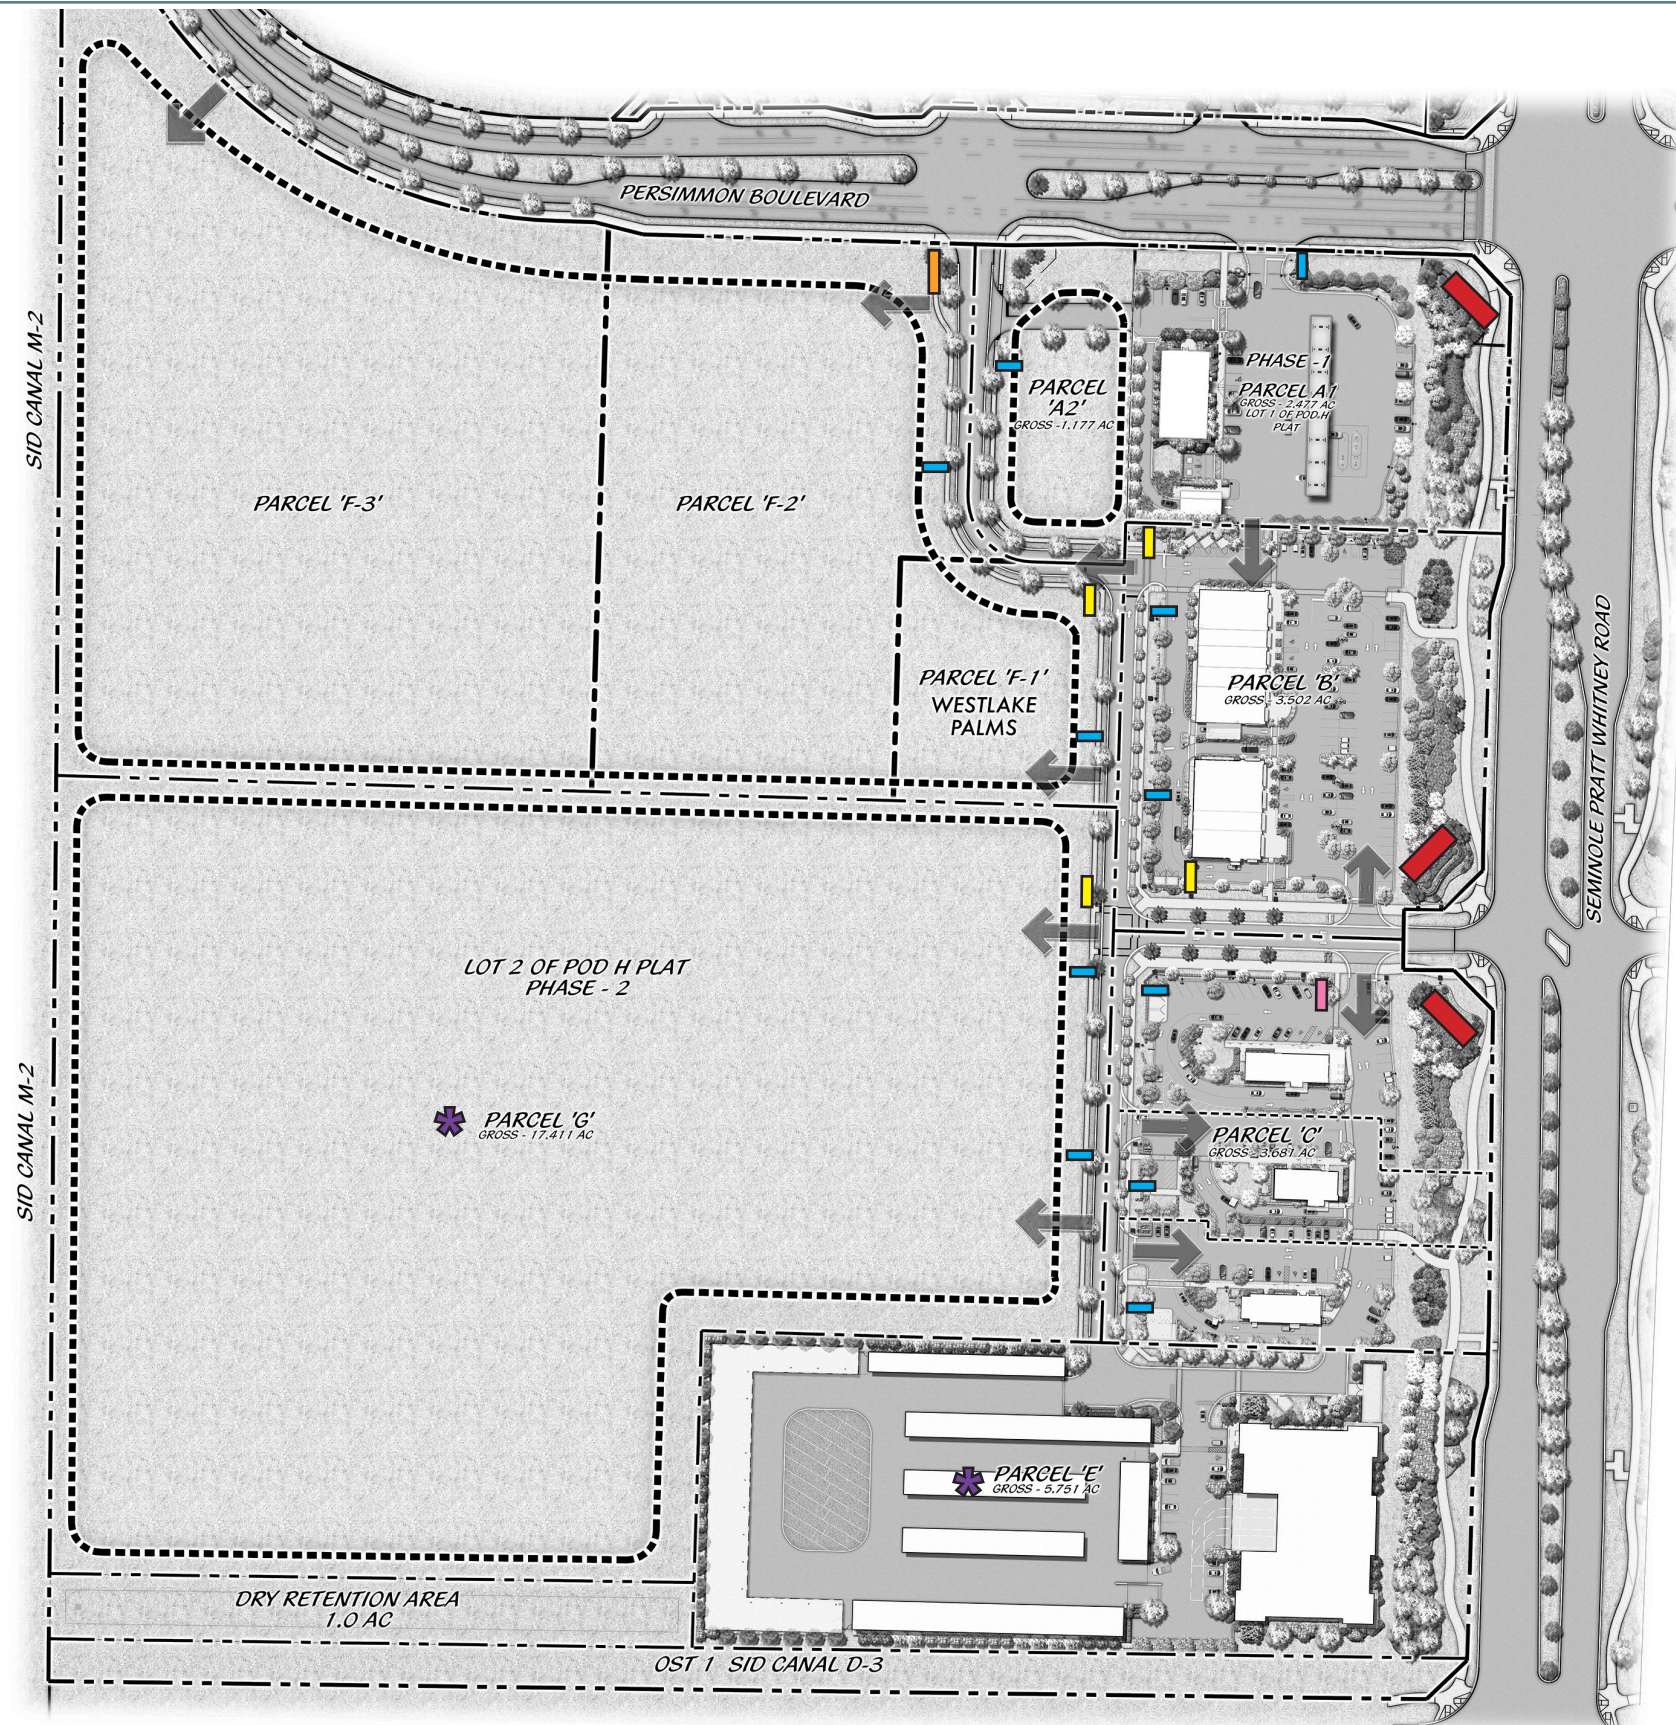 PERSIMMON BOULEVARD
SID CANAL M-2
PARCEL 'F-3'
PARCEL 'F-2'
PARCEL
'A2'
GROSS -1.177 AC
PHASE -1
PARCEL A1
GROSS - 2.477 AC
LOT 1 OF POD-H
PLAT
PARCEL 'F-1'
WESTLAKE
PALMS
PARCEL 'B'
GROSS - 3.502 AC
SEMINOLE PRATT WHITNEY ROAD
LOT 2 OF POD H PLAT
PHASE - 2
SID CANAL M-2
PARCEL 'G'
GROSS - 17.411 AC
PARCEL 'C'
GROSS - 3.681 AC
PARCEL 'E'
GROSS - 5.751 AC
DRY RETENTION AREA
1.0 AC
OST 1 SID CANAL D-3